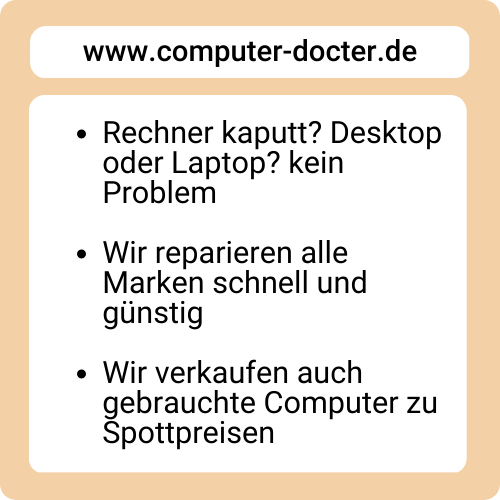 www.computer-docter.de
• Rechner kaputt? Desktop
oder Laptop? kein
Problem
• Wir reparieren alle
Marken schnell und
günstig
• Wir verkaufen auch
gebrauchte Computer zu
Spottpreisen